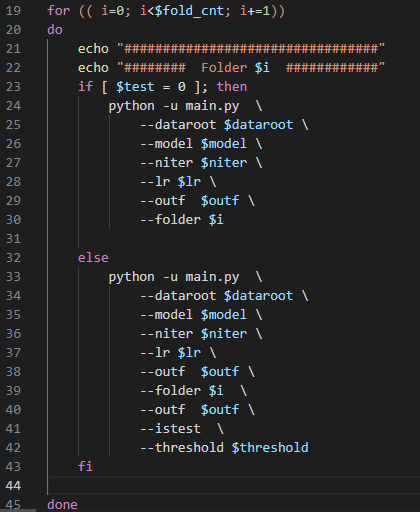 19 for (( i=0; i<$fold_cnt; i+=1))
20 do
21     echo "#################################"
22     echo "########  Folder $i  ############"
23     if [ $test = 0 ]; then
24         python -u main.py  \
25             --dataroot $dataroot \
26             --model $model \
27             --niter $niter \
28             --lr $lr \
29             --outf  $outf \
30             --folder $i
31
32     else
33         python -u main.py  \
34             --dataroot $dataroot \
35             --model $model \
36             --niter $niter \
37             --lr $lr \
38             --outf  $outf \
39             --folder $i  \
40             --outf  $outf \
41             --istest  \
42             --threshold $threshold
43     fi
44
45 done